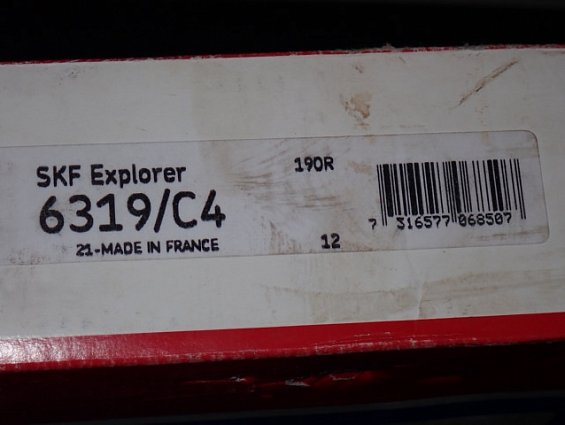 SKF Explorer
190R
6319/C4
21-MADE IN FRANCE
12
7 316577 068507